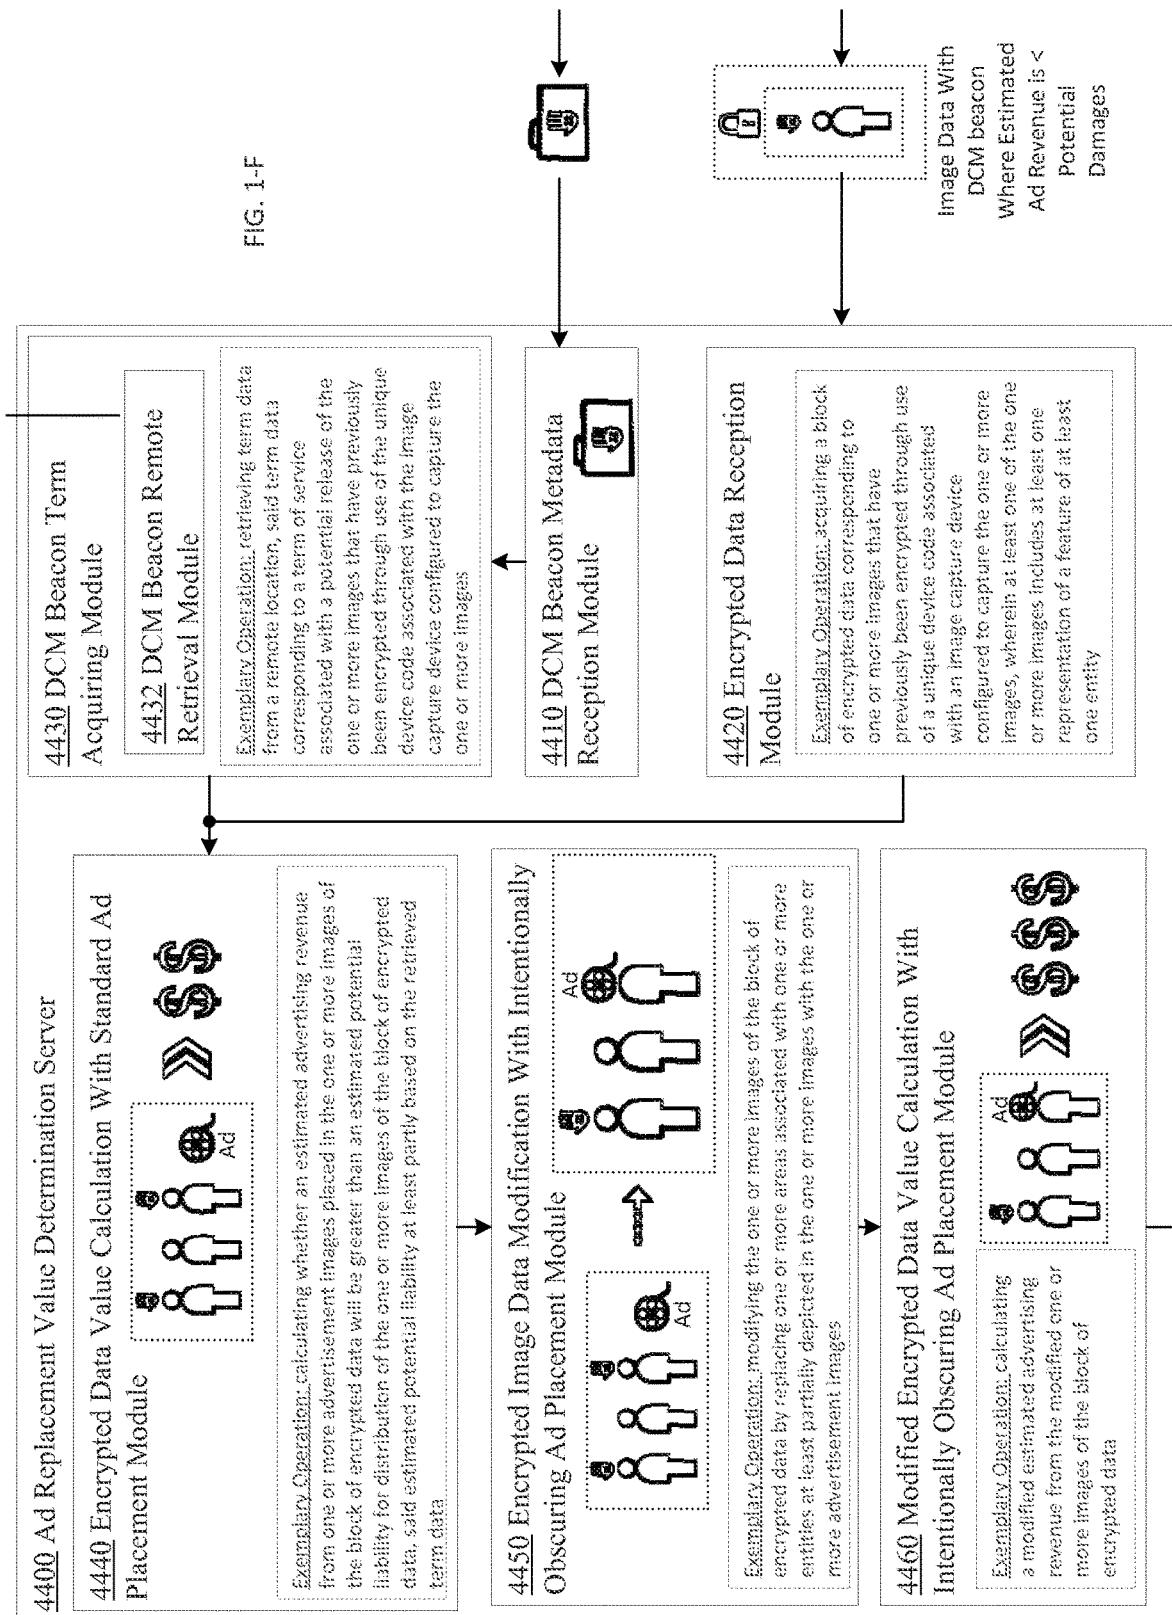 FIG. 1-F
4400 Ad Replacement Value Determination Server
4430 DCM Beacon Term
Acquiring Module
4432 DCM Beacon Remote
Retrieval Module
Exemplary Operation: retrieving term data
from a remote location, said term data
corresponding to a term of service
associated with a potential release of the
one or more images that have previously
been encrypted through use of the unique
device code associated with the image
capture device configured to capture the
one or more images
4410 DCM Beacon Metadata
Reception Module
4420 Encrypted Data Reception
Module
Exemplary Operation: acquiring a block
of encrypted data corresponding to
one or more images that have
previously been encrypted through use
of a unique device code associated
with an image capture device
configured to capture the one or more
images, wherein at least one of the one
or more images includes at least one
representation of a feature of at least
one entity
Image Data With
DCM beacon
Where Estimated
Ad Revenue is <
Potential
Damages
4440 Encrypted Data Value Calculation With Standard Ad
Placement Module
Ad
Exemplary Operation: calculating whether an estimated advertising revenue
from one or more advertisement images placed in the one or more images of
the block of encrypted data will be greater than an estimated potential
liability for distribution of the one or more images of the block of encrypted
data, said estimated potential liability at least partly based on the retrieved
term data
4450 Encrypted Image Data Modification With Intentionally
Obscuring Ad Placement Module
Ad
Ad
Exemplary Operation: modifying the one or more images of the block of
encrypted data by replacing one or more areas associated with one or more
entities at least partially depicted in the one or more images with the one or
more advertisement images
4460 Modified Encrypted Data Value Calculation With
Intentionally Obscuring Ad Placement Module
Ad
Exemplary Operation: calculating
a modified estimated advertising
revenue from the modified one or
more images of the block of
encrypted data